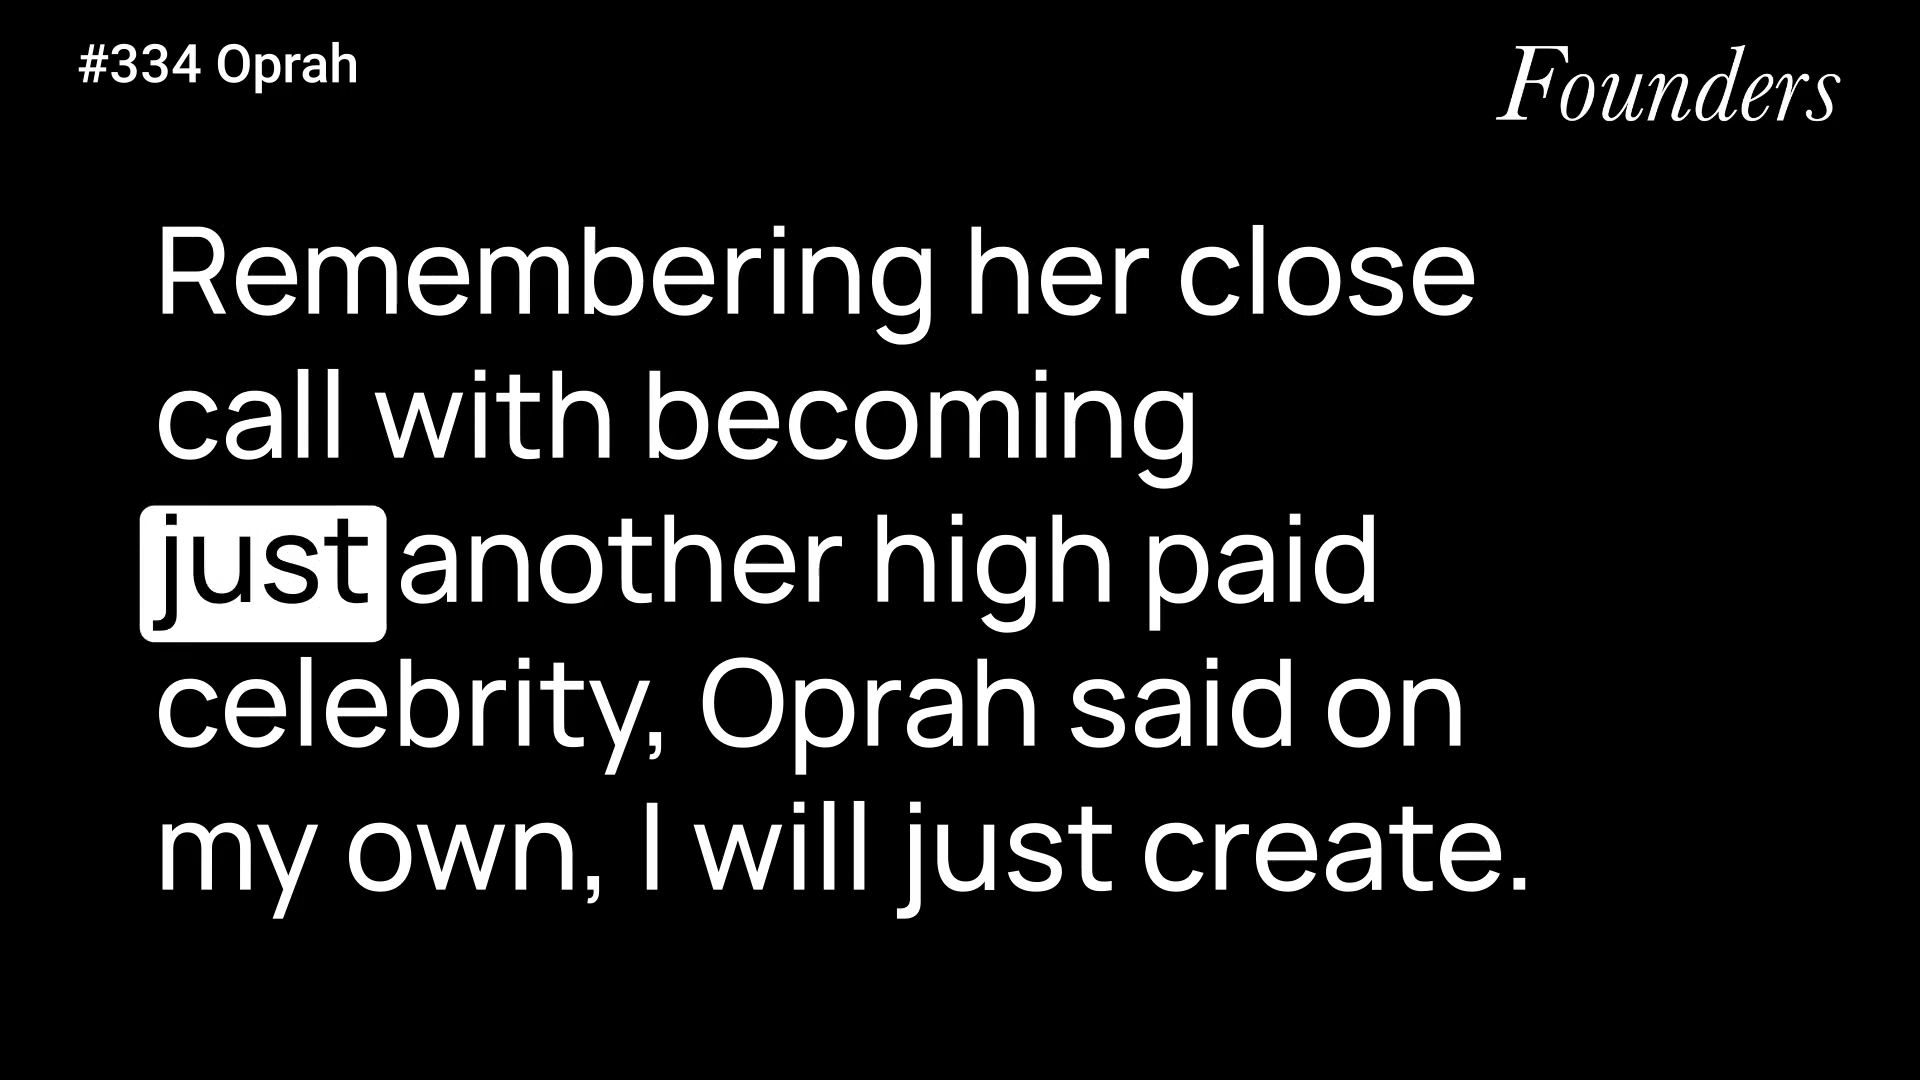 #334 Oprah
Founders
Remembering her close
call with becoming
just another high paid
celebrity, Oprah said on
my own, I will just create.